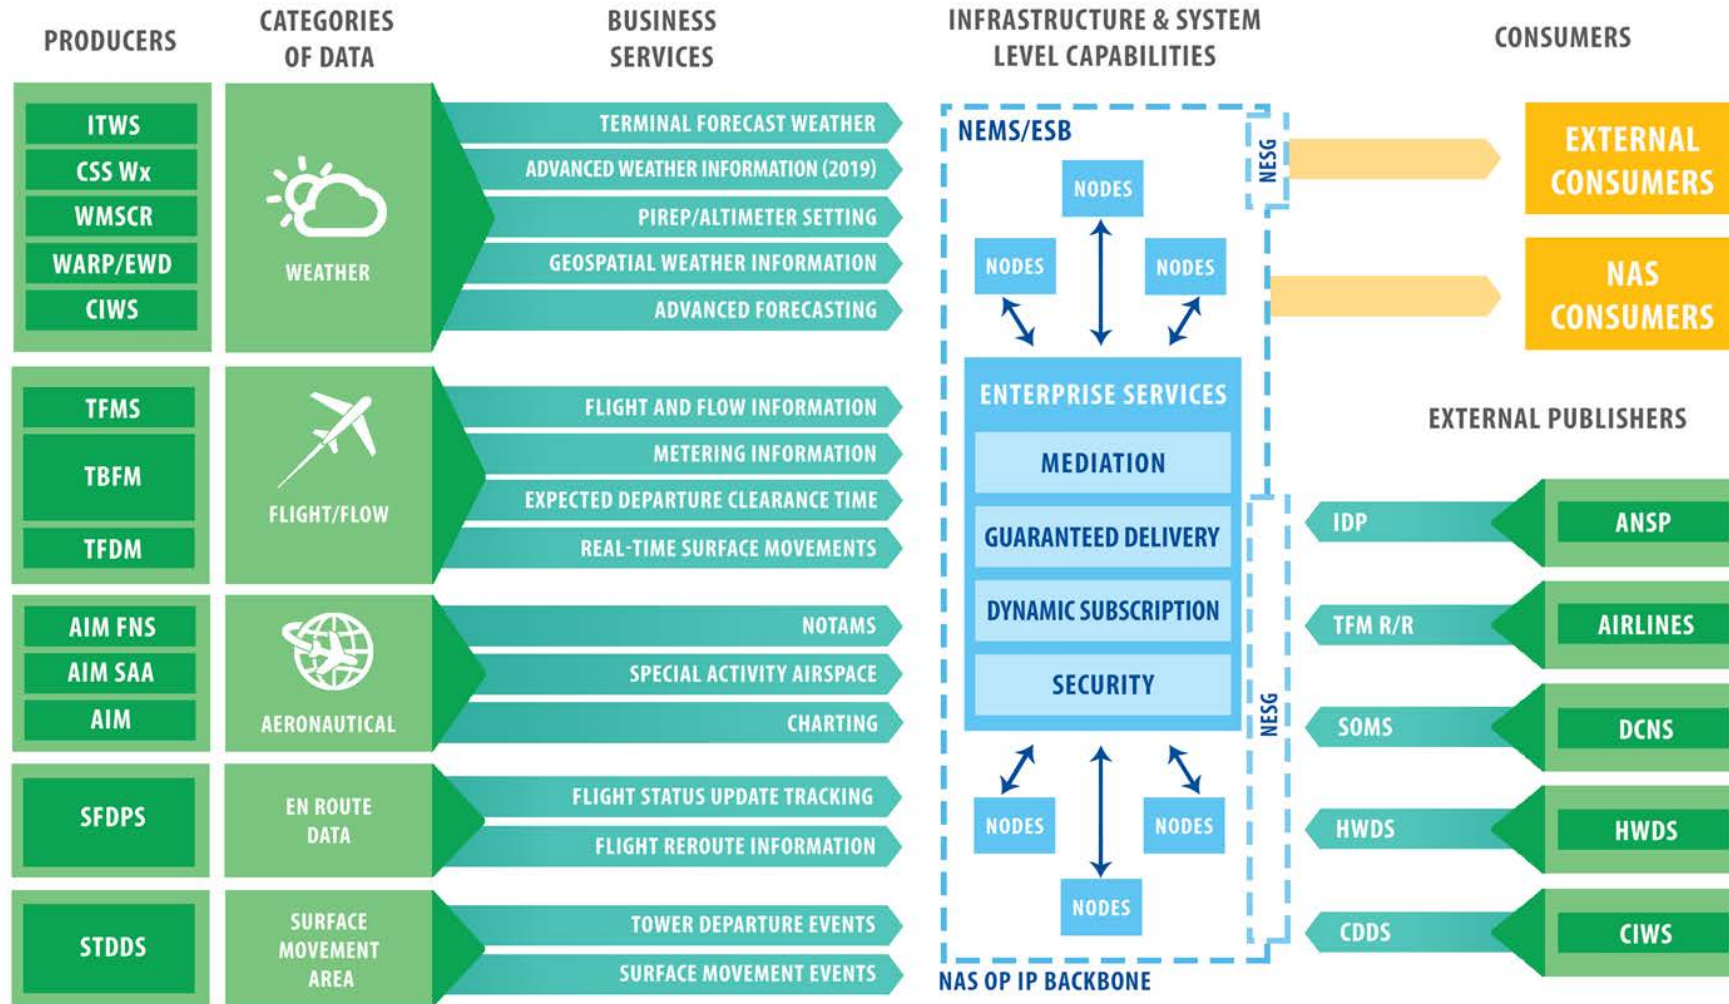 PRODUCERS
CATEGORIES
OF DATA
BUSINESS
SERVICES
INFRASTRUCTURE & SYSTEM
LEVEL CAPABILITIES
CONSUMERS
ITWS
CSS Wx
WMSCR
WARP/EWD
CIWS
WEATHER
TERMINAL FORECAST WEATHER
ADVANCED WEATHER INFORMATION (2019)
PIREP/ALTIMETER SETTING
GEOSPATIAL WEATHER INFORMATION
ADVANCED FORECASTING
TFMS
TBFM
TFDM
FLIGHT/FLOW
FLIGHT AND FLOW INFORMATION
METERING INFORMATION
EXPECTED DEPARTURE CLEARANCE TIME
REAL-TIME SURFACE MOVEMENTS
AIM FNS
AIM SAA
AIM
AERONAUTICAL
NOTAMS
SPECIAL ACTIVITY AIRSPACE
CHARTING
SFDPS
EN ROUTE
DATA
FLIGHT STATUS UPDATE TRACKING
FLIGHT REROUTE INFORMATION
STDDS
SURFACE
MOVEMENT
AREA
TOWER DEPARTURE EVENTS
SURFACE MOVEMENT EVENTS
NEMS/ESB
NESG
NODES
NODES
NODES
ENTERPRISE SERVICES
MEDIATION
GUARANTEED DELIVERY
DYNAMIC SUBSCRIPTION
SECURITY
NESG
NODES
NODES
NODES
NAS OP IP BACKBONE
EXTERNAL
CONSUMERS
NAS
CONSUMERS
EXTERNAL PUBLISHERS
IDP
ANSP
TFM R/R
AIRLINES
SOMS
DCNS
HWDS
HWDS
CDDS
CIWS